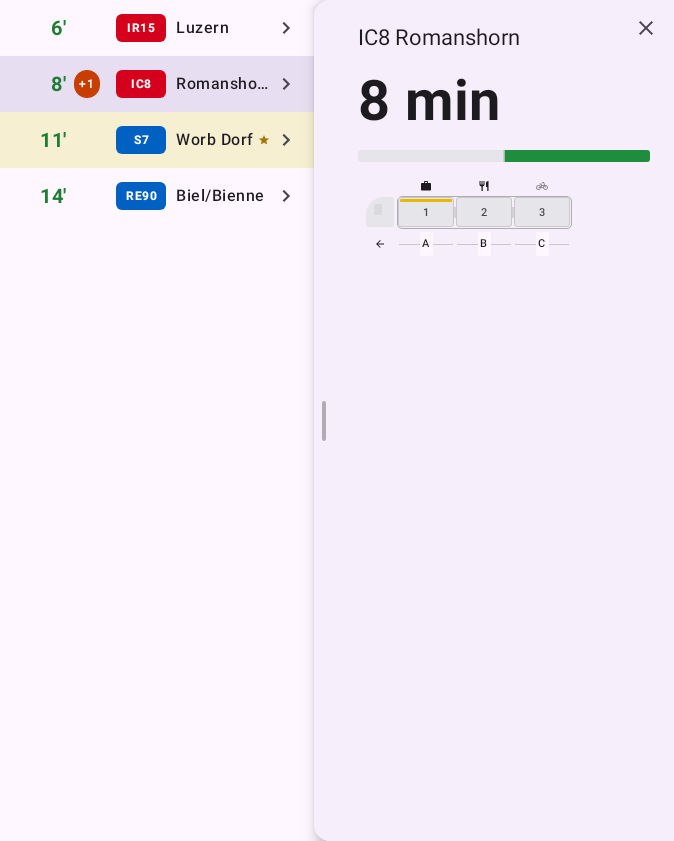 6' IR15 Luzern
8' +1 IC8 Romansho...
11' S7 Worb Dorf
14' RE90 Biel/Bienne
IC8 Romanshorn
8 min
1 2 3
A B C